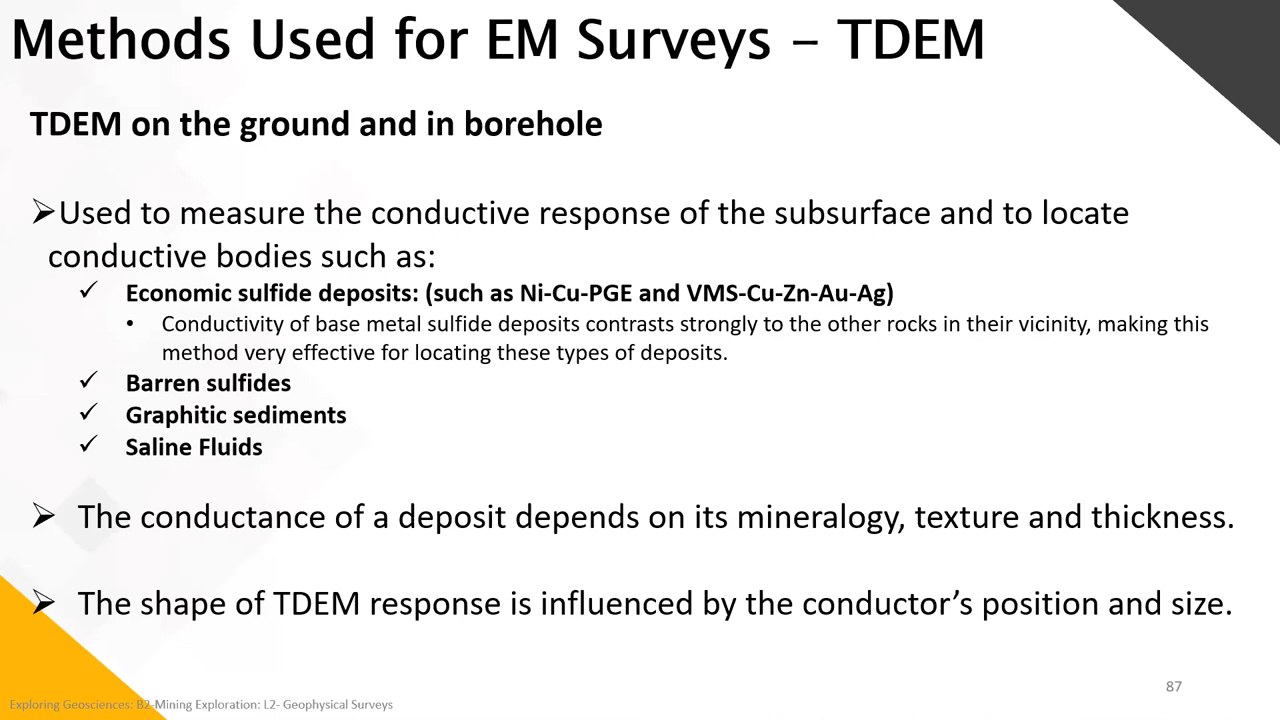 Methods Used for EM Surveys – TDEM
TDEM on the ground and in borehole
➢Used to measure the conductive response of the subsurface and to locate
conductive bodies such as:
✓ Economic sulfide deposits: (such as Ni-Cu-PGE and VMS-Cu-Zn-Au-Ag)
• Conductivity of base metal sulfide deposits contrasts strongly to the other rocks in their vicinity, making this
method very effective for locating these types of deposits.
✓ Barren sulfides
✓ Graphitic sediments
✓ Saline Fluids
➢ The conductance of a deposit depends on its mineralogy, texture and thickness.
➢ The shape of TDEM response is influenced by the conductor’s position and size.
87
Exploring Geosciences: B2-Mining Exploration: L2- Geophysical Surveys